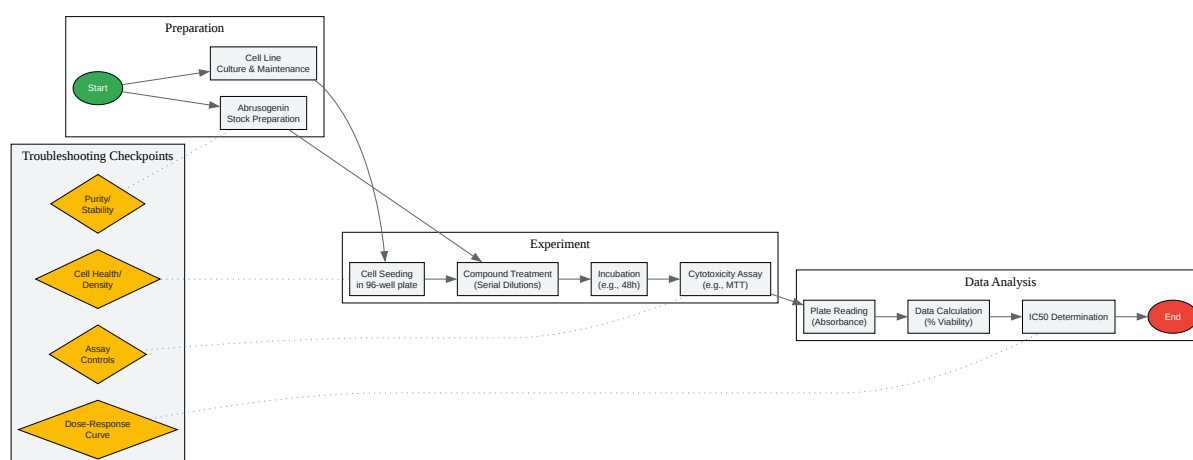 Preparation
Start
Cell Line
Culture & Maintenance
Abrusogenin
Stock Preparation
Troubleshooting Checkpoints
Purity/
Stability
Cell Health/
Density
Assay
Controls
Dose-Response
Curve
Experiment
Cell Seeding
in 96-well plate
Compound Treatment
(Serial Dilutions)
Incubation
(e.g., 48h)
Cytotoxicity Assay
(e.g., MTT)
Data Analysis
Plate Reading
(Absorbance)
Data Calculation
(% Viability)
IC50 Determination
End